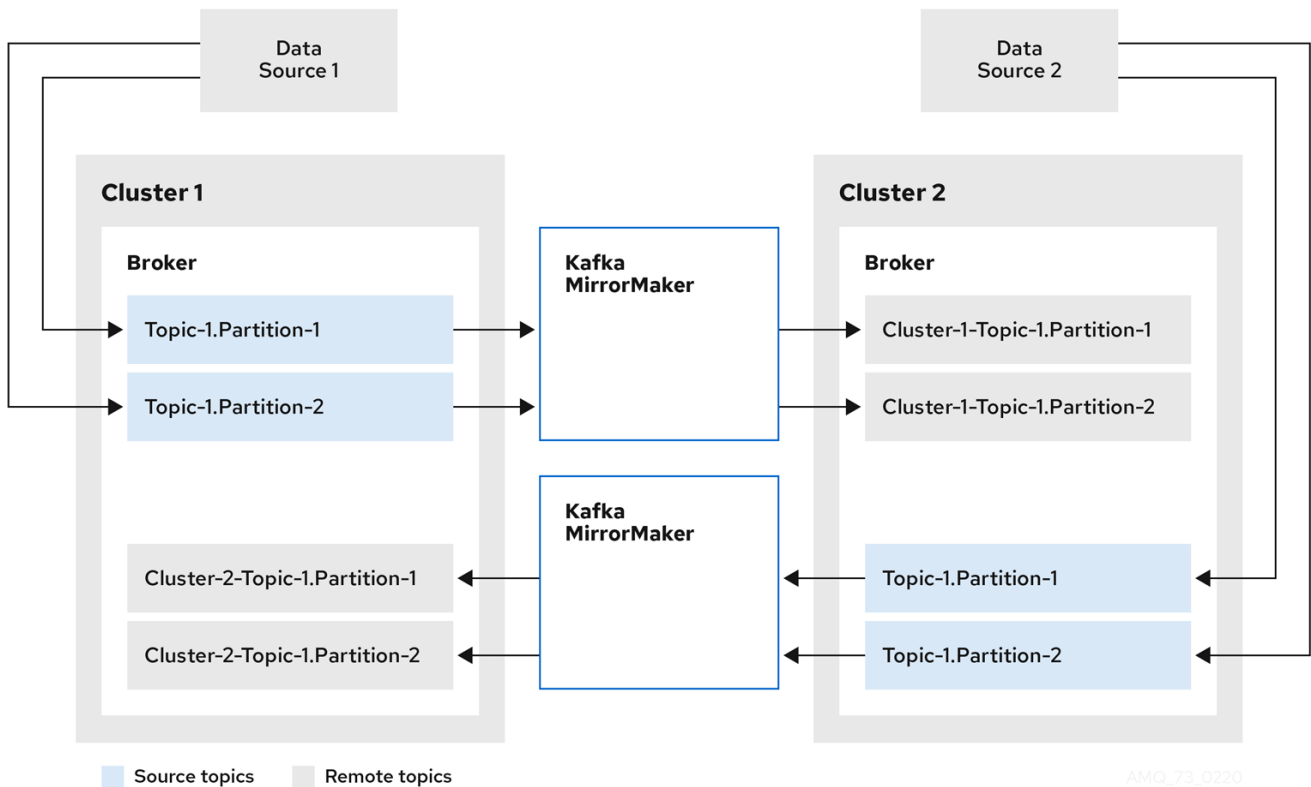 Data
Source 1
Data
Source 2
Cluster 1
Broker
Topic-1.Partition-1
Topic-1.Partition-2
Cluster-2-Topic-1.Partition-1
Cluster-2-Topic-1.Partition-2
Kafka
MirrorMaker
Kafka
MirrorMaker
Cluster 2
Broker
Cluster-1-Topic-1.Partition-1
Cluster-1-Topic-1.Partition-2
Topic-1.Partition-1
Topic-1.Partition-2
Source topics
Remote topics
AMQ_73_0220